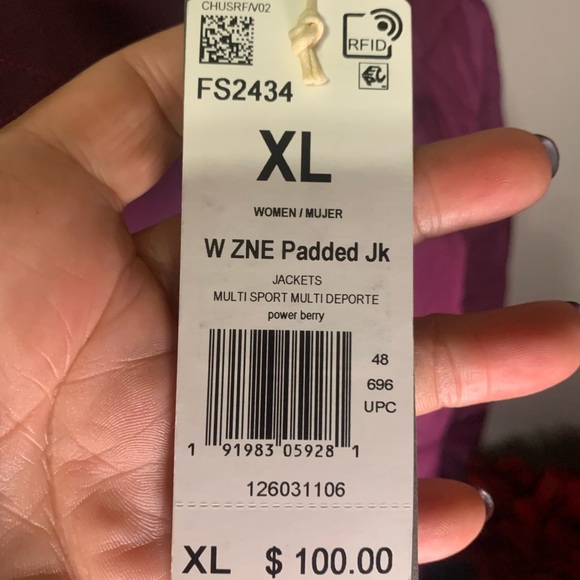 CHUSRF/V02
RFID
FS2434
XL
WOMEN / MUJER
W ZNE Padded Jk
JACKETS
MULTI SPORT MULTI DEPORTE
power berry
48
696
UPC
1 91983 05928 1
126031106
XL $ 100.00